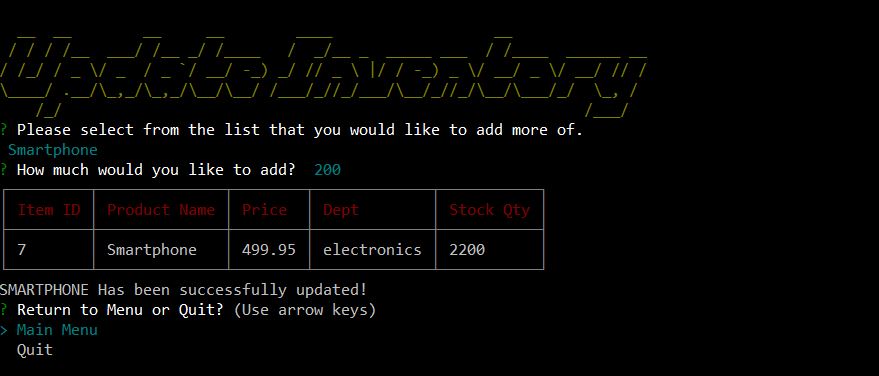 Update Inventory
? Please select from the list that you would like to add more of.
Smartphone
? How much would you like to add? 200
Item ID Product Name Price Dept Stock Qty
7 Smartphone 499.95 electronics 2200
SMARTPHONE Has been successfully updated!
? Return to Menu or Quit? (Use arrow keys)
> Main Menu
Quit